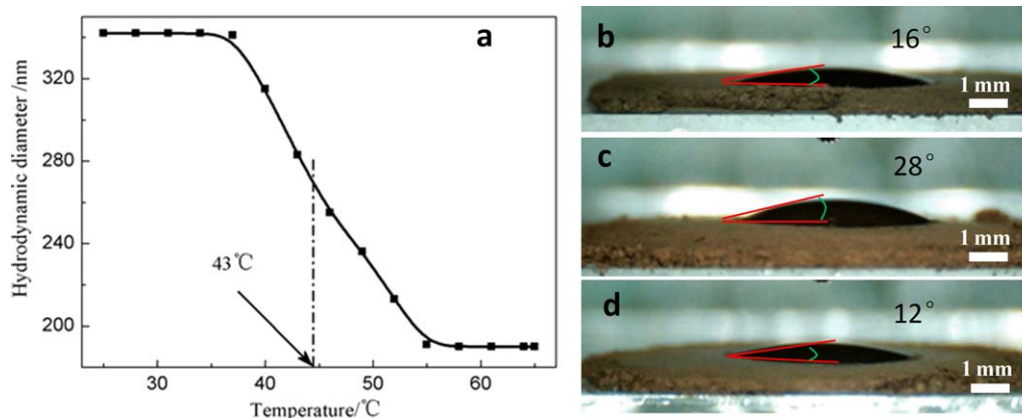 a
320
280
240
200
30
40
50
60
Hydrodynamic diameter /nm
Temperature/℃
43℃
b
16°
1 mm
c
28°
1 mm
d
12°
1 mm